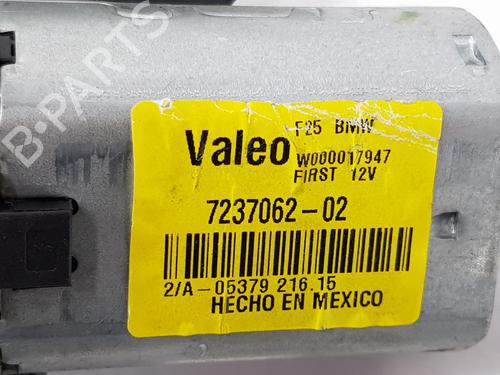 B-Parts
Valeo
F25 BMW
W000017947
FIRST 12V
7237062-02
2/A-05379 216.15
HECHO EN MEXICO